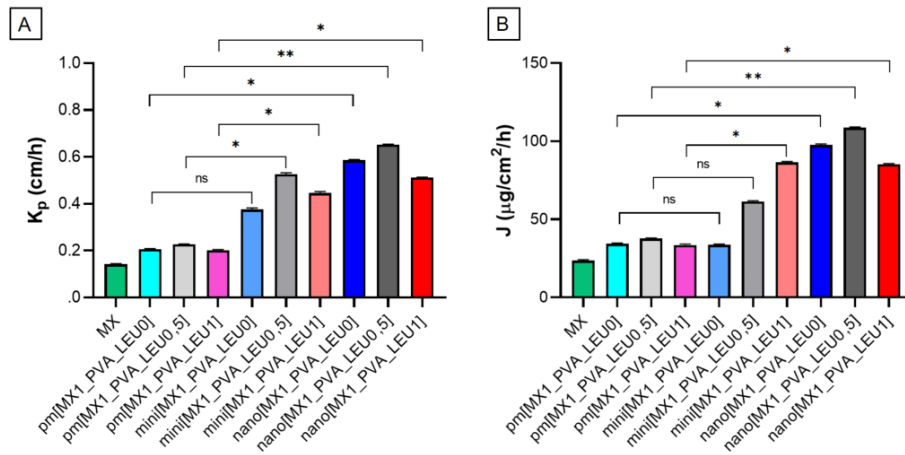 A
*
**
*
*
*
ns
1.0
0.8
0.6
0.4
0.2
.0
Kp (cm/h)
MX
pm[MX1_PVA_LEU0]
pm[MX1_PVA_LEU0,5]
pm[MX1_PVA_LEU1]
mini[MX1_PVA_LEU0]
mini[MX1_PVA_LEU0,5]
mini[MX1_PVA_LEU1]
nano[MX1_PVA_LEU0]
nano[MX1_PVA_LEU0,5]
nano[MX1_PVA_LEU1]
B
*
**
*
*
ns
ns
150
100
50
0
J (µg/cm²/h)
MX
pm[MX1_PVA_LEU0]
pm[MX1_PVA_LEU0,5]
pm[MX1_PVA_LEU1]
mini[MX1_PVA_LEU0]
mini[MX1_PVA_LEU0,5]
mini[MX1_PVA_LEU1]
nano[MX1_PVA_LEU0]
nano[MX1_PVA_LEU0,5]
nano[MX1_PVA_LEU1]